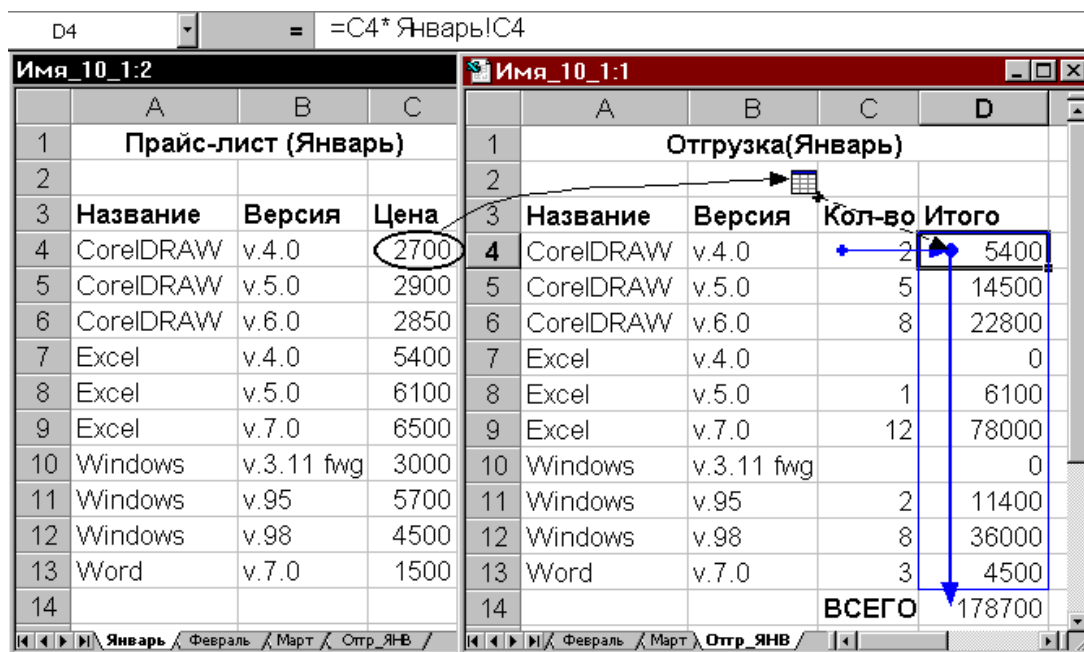 D4 = =C4* Январь!C4
Имя_10_1:2
A B C
1 Прайс-лист (Январь)
2
3 Название Версия Цена
4 CorelDRAW v.4.0 2700
5 CorelDRAW v.5.0 2900
6 CorelDRAW v.6.0 2850
7 Excel v.4.0 5400
8 Excel v.5.0 6100
9 Excel v.7.0 6500
10 Windows v.3.11 fwg 3000
11 Windows v.95 5700
12 Windows v.98 4500
13 Word v.7.0 1500
14
Январь Февраль Март Отгр_ЯНВ
Имя_10_1:1
A B C D
1 Отгрузка(Январь)
2
3 Название Версия Кол-во Итого
4 CorelDRAW v.4.0 2 5400
5 CorelDRAW v.5.0 5 14500
6 CorelDRAW v.6.0 8 22800
7 Excel v.4.0 0
8 Excel v.5.0 1 6100
9 Excel v.7.0 12 78000
10 Windows v.3.11 fwg 0
11 Windows v.95 2 11400
12 Windows v.98 8 36000
13 Word v.7.0 3 4500
14 ВСЕГО 178700
Февраль Март Отгр_ЯНВ